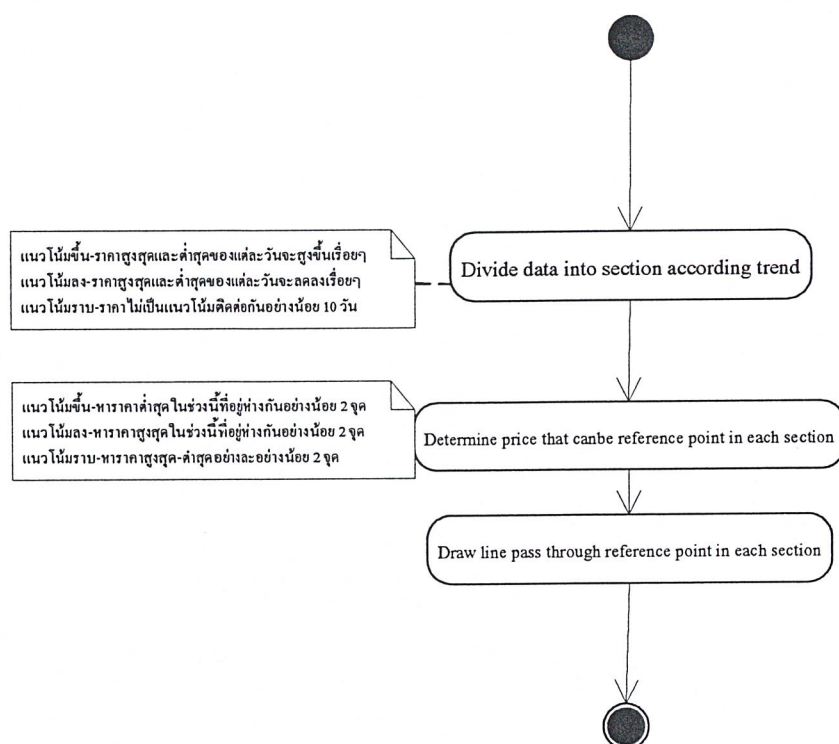 แนวโน้มขึ้น-ราคาสูงสุดและต่ำสุดของแต่ละวันจะสูงขึ้นเรื่อยๆ
แนวโน้มลง-ราคาสูงสุดและต่ำสุดของแต่ละวันจะลดลงเรื่อยๆ
แนวโน้มราบ-ราคาไม่เป็นแนวโน้มติดต่อกันอย่างน้อย 10 วัน
Divide data into section according trend
แนวโน้มขึ้น-หาราคาต่ำสุดในช่วงนี้ที่อยู่ห่างกันอย่างน้อย 2 จุด
แนวโน้มลง-หาราคาสูงสุดในช่วงนี้ที่อยู่ห่างกันอย่างน้อย 2 จุด
แนวโน้มราบ-หาราคาสูงสุด-ต่ำสุดอย่างละอย่างน้อย 2 จุด
Determine price that canbe reference point in each section
Draw line pass through reference point in each section